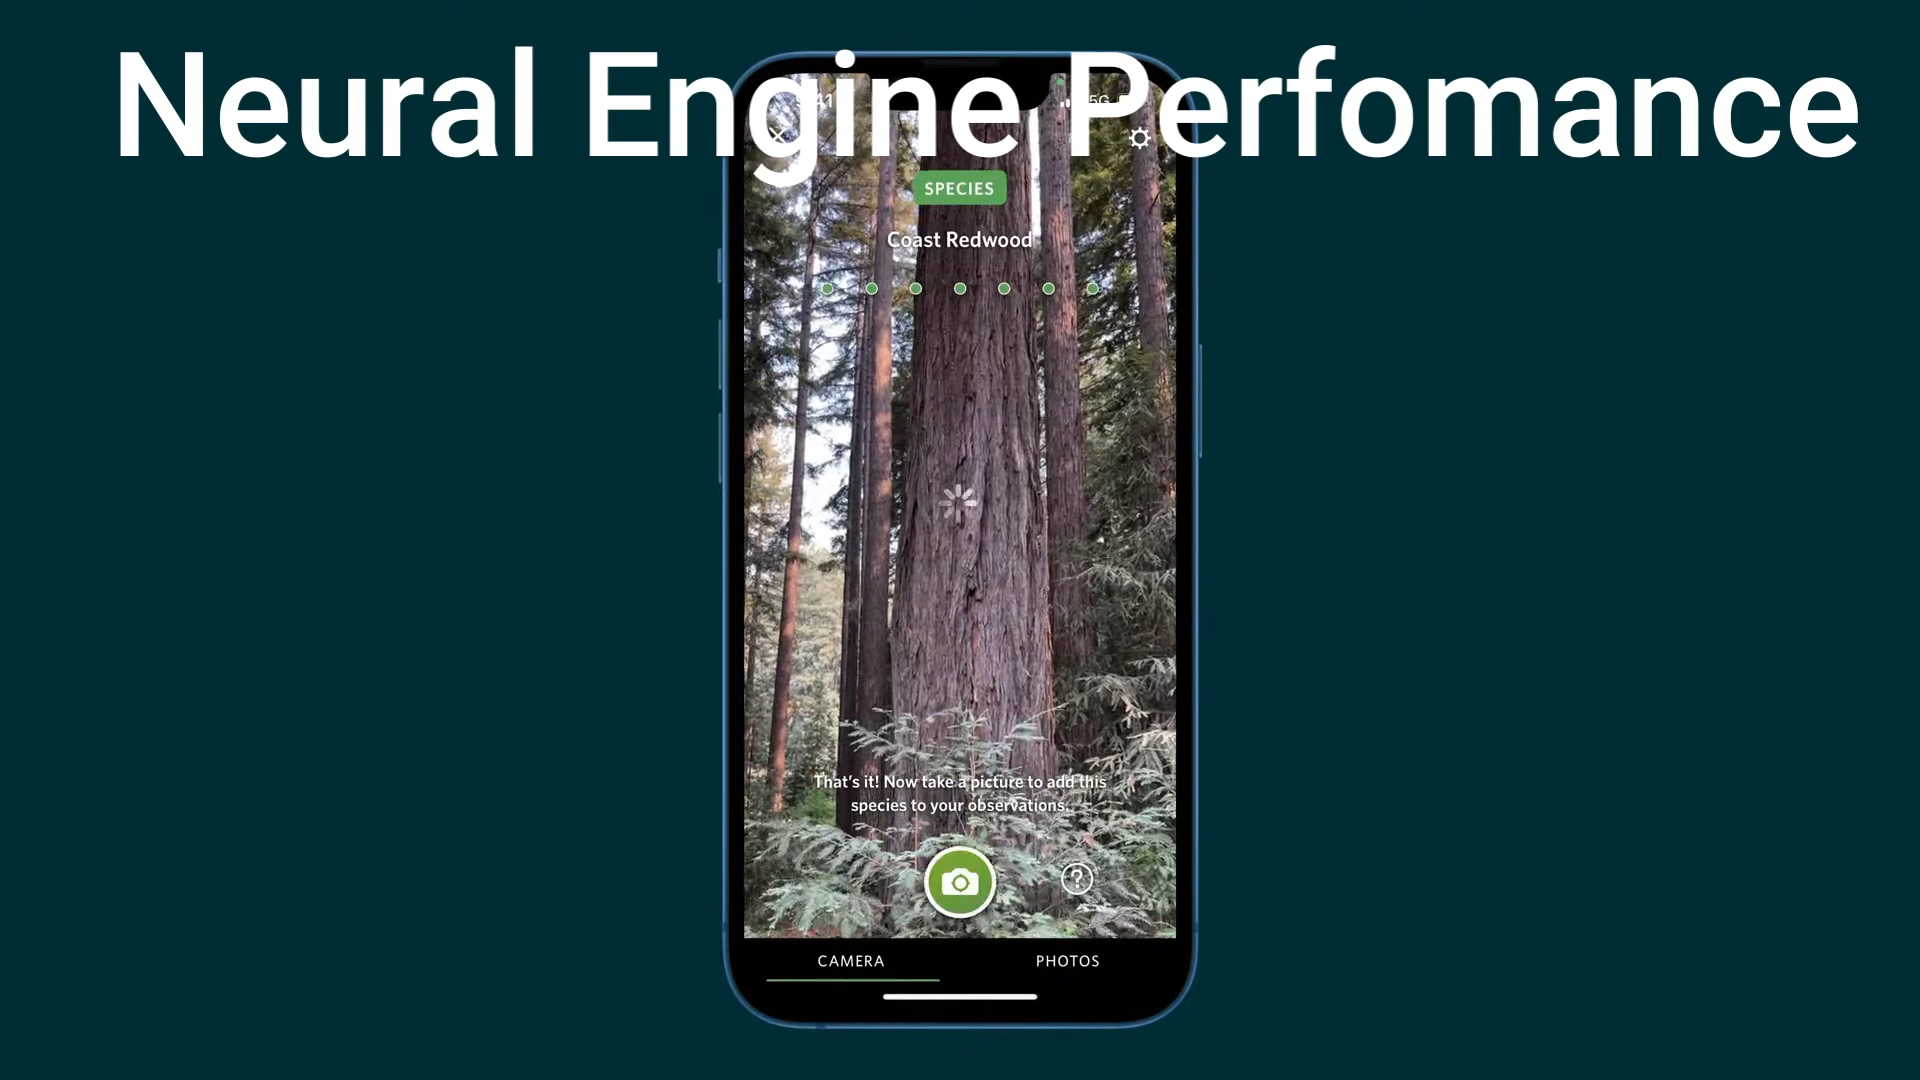 Neural Engine Perfomance
SPECIES
Coast Redwood
That's it! Now take a picture to add this
species to your observations.
CAMERA
PHOTOS